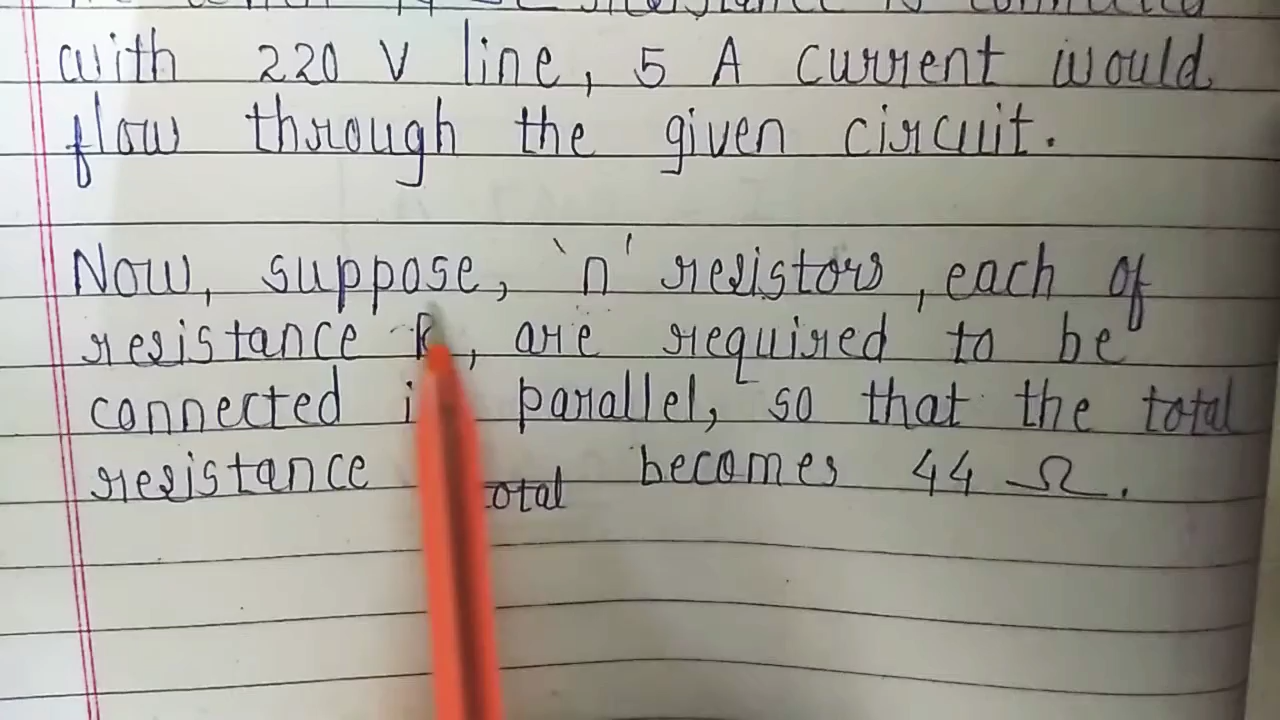 with 220 V line, 5 A current would
flow through the given circuit.
Now, suppose, 'n' resistors, each of
resistance R, are required to be
connected parallel, so that the total
resistance becomes 44 Ω.